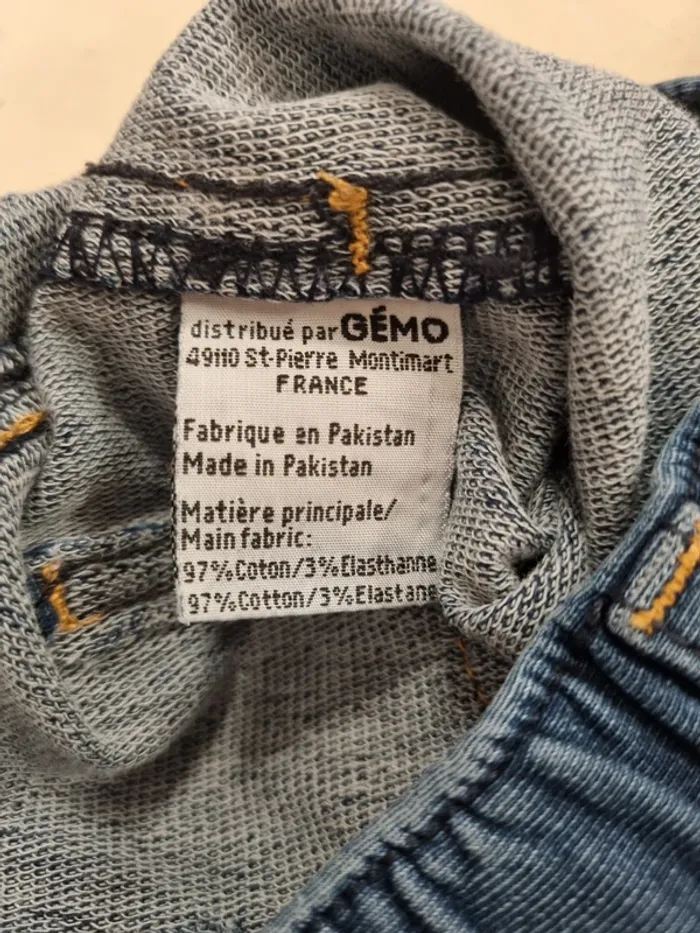 distribué par GÉMO
49110 St-Pierre Montimart
FRANCE
Fabrique en Pakistan
Made in Pakistan
Matière principale/
Main fabric:
97%Coton/3%Elasthanne
97%Cotton/3%Elastane